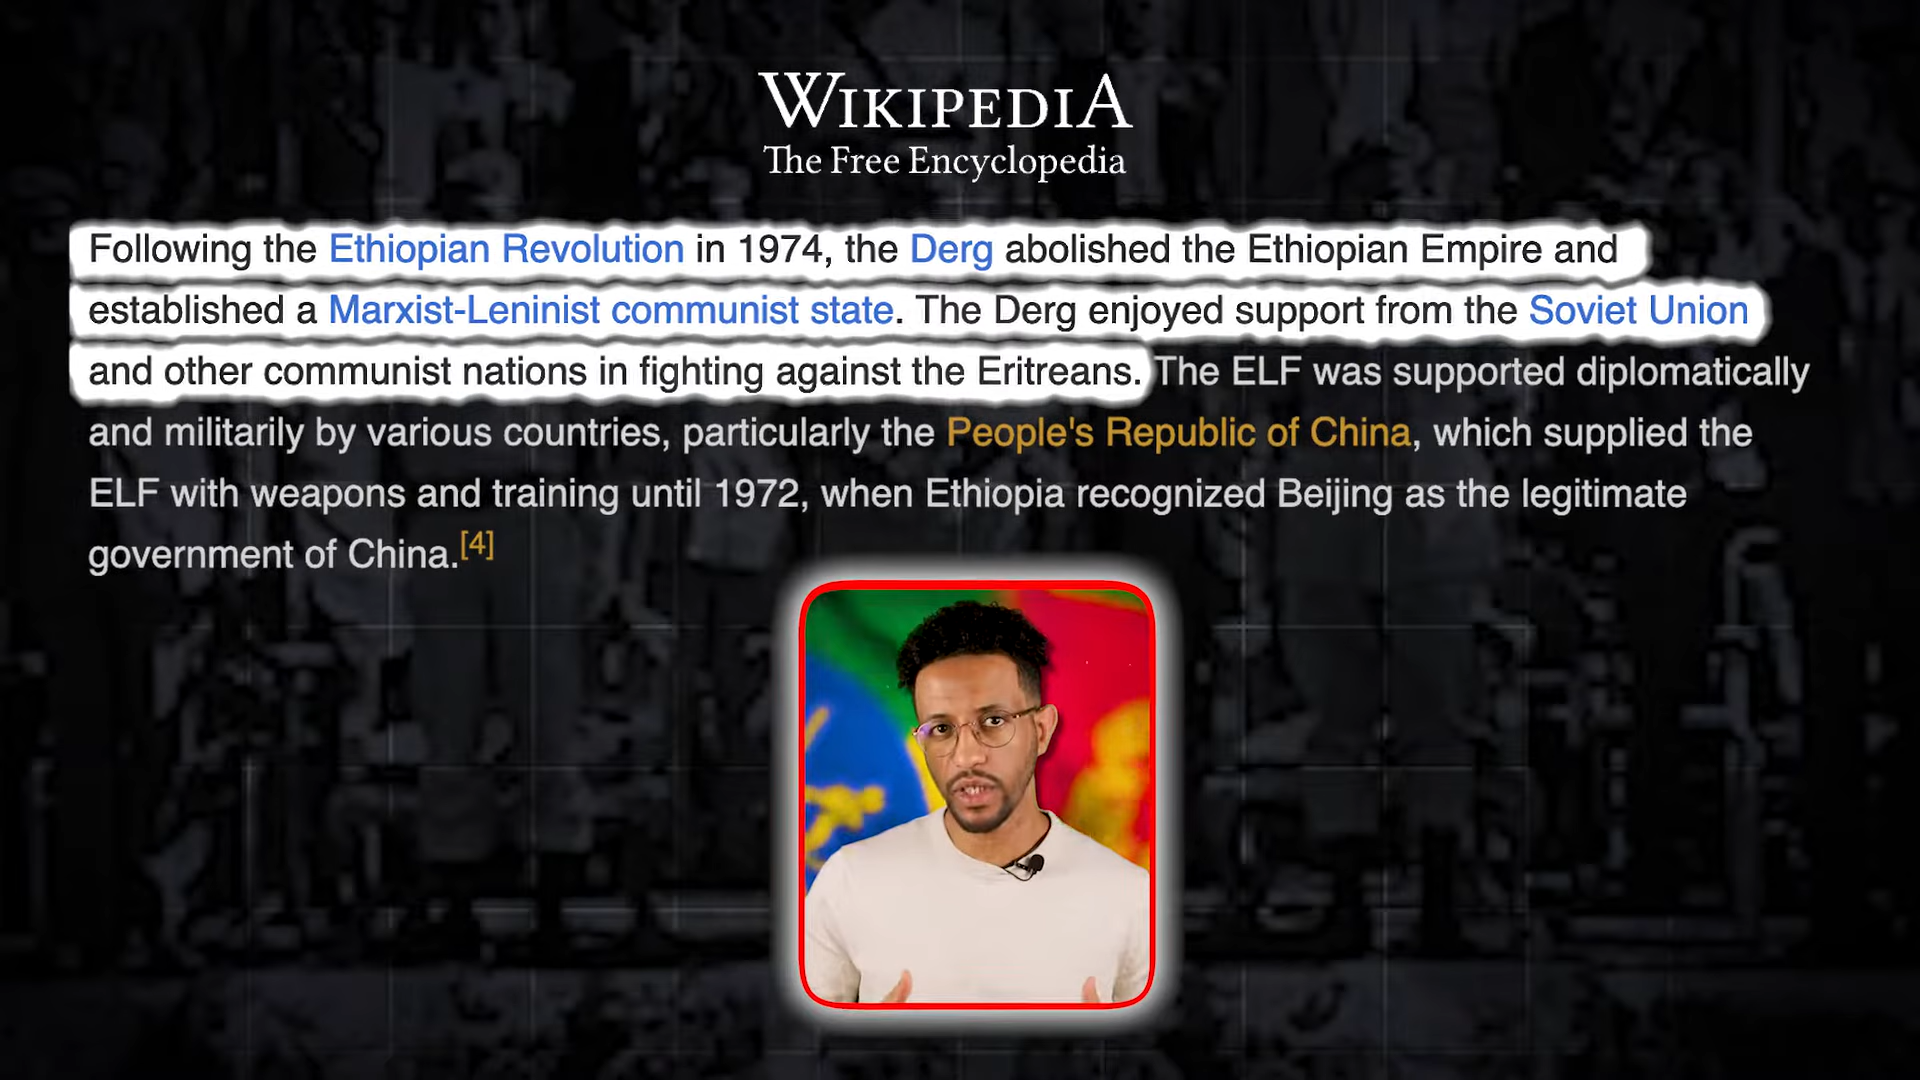 WIKIPEDIA
The Free Encyclopedia
Following the Ethiopian Revolution in 1974, the Derg abolished the Ethiopian Empire and
established a Marxist-Leninist communist state. The Derg enjoyed support from the Soviet Union
and other communist nations in fighting against the Eritreans. The ELF was supported diplomatically
and militarily by various countries, particularly the People's Republic of China, which supplied the
ELF with weapons and training until 1972, when Ethiopia recognized Beijing as the legitimate
government of China.[4]